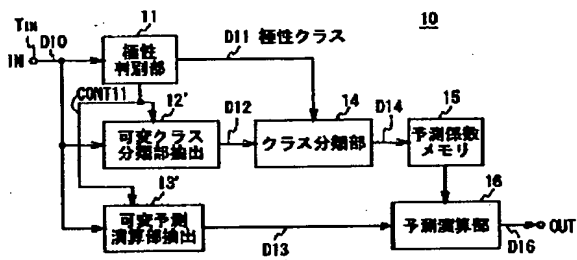 10
TIN
D10
IN
11
極性
判別部
D11 極性クラス
CONT11
12'
可変クラス
分類部抽出
D12
14
クラス分類部
D14
15
予測係数
メモリ
13'
可変予測
演算部抽出
D13
16
予測演算部
OUT
D16